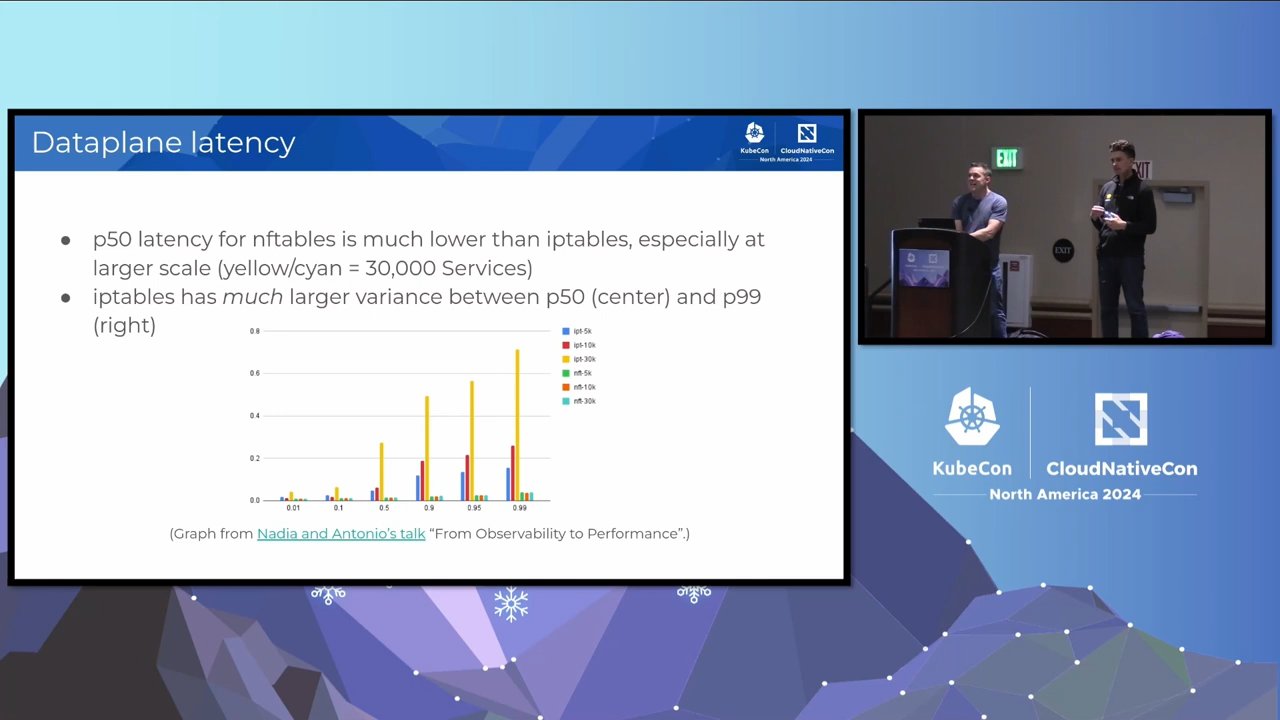 Dataplane latency
KubeCon
CloudNativeCon
North America 2024
● p50 latency for nftables is much lower than iptables, especially at
larger scale (yellow/cyan = 30,000 Services)
● iptables has much larger variance between p50 (center) and p99
(right)
0.8
0.6
0.4
0.2
0.0
0.01
0.1
0.5
0.9
0.95
0.99
ipt-5k
ipt-10k
ipt-30k
nft-5k
nft-10k
nft-30k
(Graph from Nadia and Antonio's talk “From Observability to Performance”.)
EXIT
EXIT
EXIT
KubeCon
CloudNativeCon
North America 2024